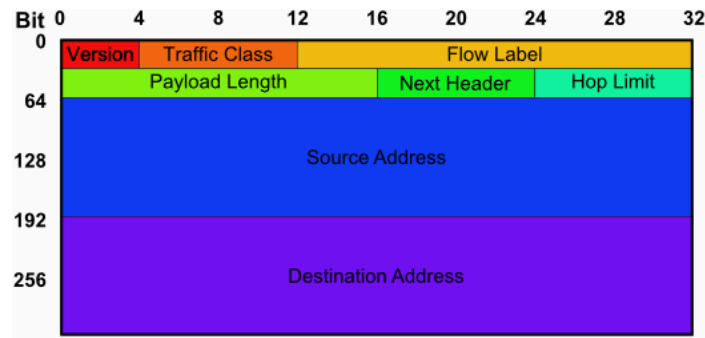 Bit 0 4 8 12 16 20 24 28 32
0 Version Traffic Class Flow Label
Payload Length Next Header Hop Limit
64
128 Source Address
192
256 Destination Address